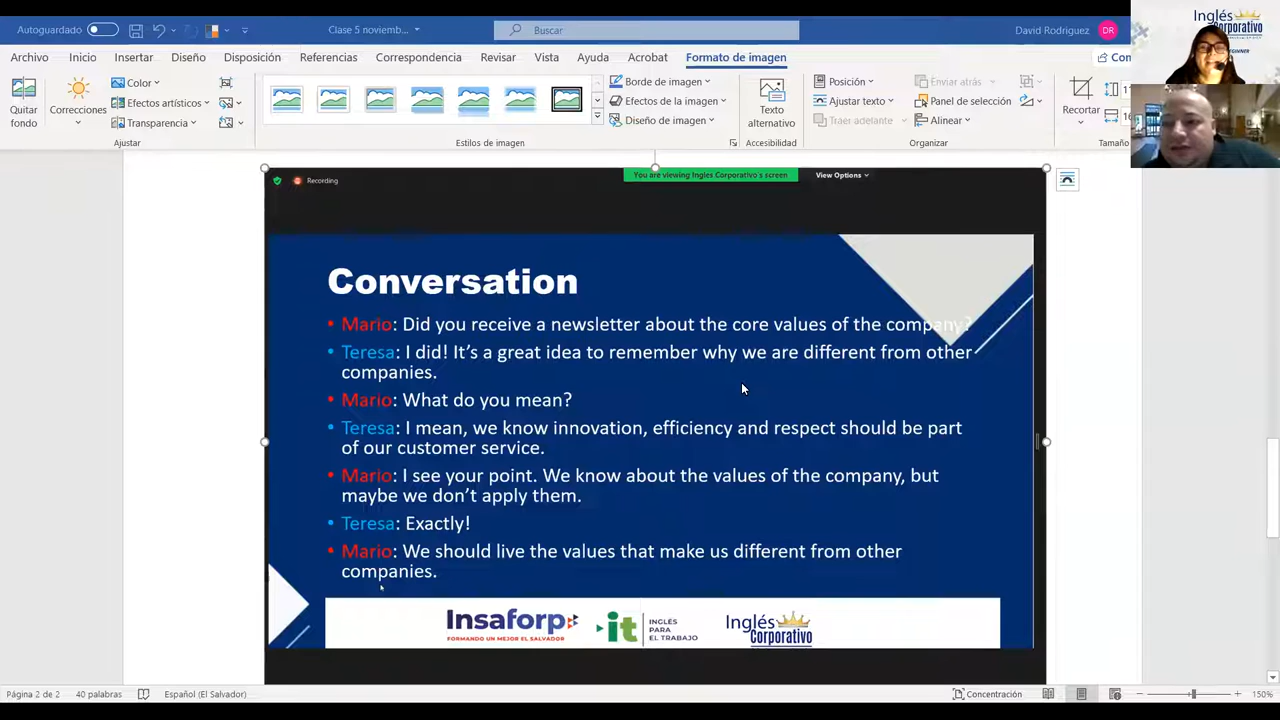 Autoguardado
Clase 5 noviemb...
Buscar
David Rodriguez DR
Archivo Inicio Insertar Diseño Disposición Referencias Correspondencia Revisar Vista Ayuda Acrobat Formato de imagen
Quitar fondo
Correcciones
Color
Efectos artísticos
Transparencia
Ajustar
Estilos de imagen
Borde de imagen
Efectos de la imagen
Diseño de imagen
Texto alternativo
Accesibilidad
Posición
Ajustar texto
Traer adelante
Enviar atrás
Panel de selección
Alinear
Organizar
Recortar
Inglés
Corporativo
Recording
You are viewing Ingles Corporativo's screen
View Options
Conversation
• Mario: Did you receive a newsletter about the core values of the company?
• Teresa: I did! It's a great idea to remember why we are different from other
companies.
• Mario: What do you mean?
• Teresa: I mean, we know innovation, efficiency and respect should be part
of our customer service.
• Mario: I see your point. We know about the values of the company, but
maybe we don't apply them.
• Teresa: Exactly!
• Mario: We should live the values that make us different from other
companies.
Insaforp
FORMANDO UN MEJOR EL SALVADOR
it
INGLÉS
PARA
EL TRABAJO
Inglés
Corporativo
Página 2 de 2 40 palabras Español (El Salvador) Concentración 150%